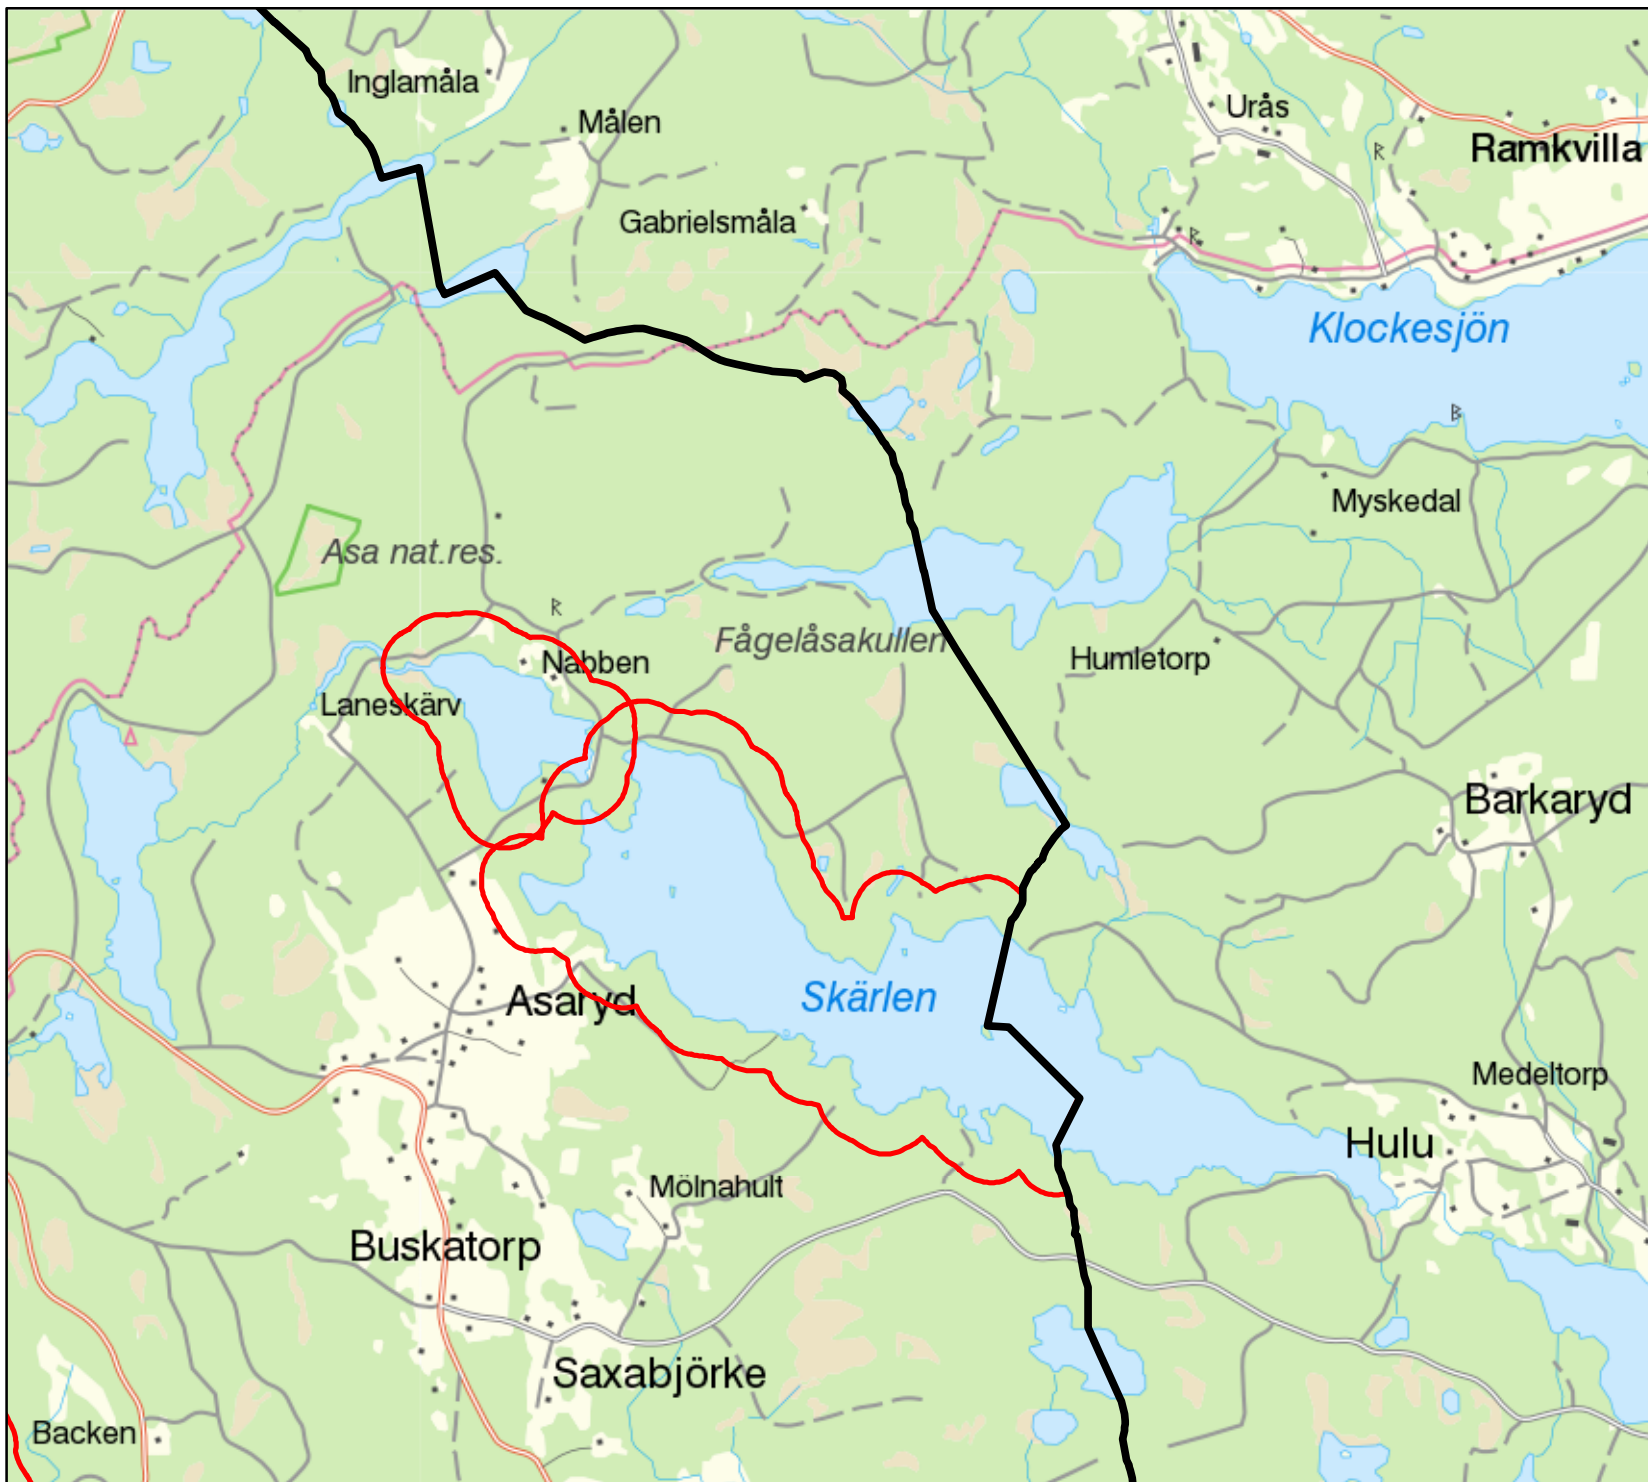 Inglamåla
Målen
Urås
Ramkvilla
R
Gabrielsmåla
R
Klockesjön
B
Myskedal
Asa nat.res.
R
Fågelåsakullen
Nabben
Humletorp
Laneskärv
Barkaryd
Skärlen
Asaryd
Medeltorp
Hulu
Mölnahult
Buskatorp
Saxabjörke
Backen